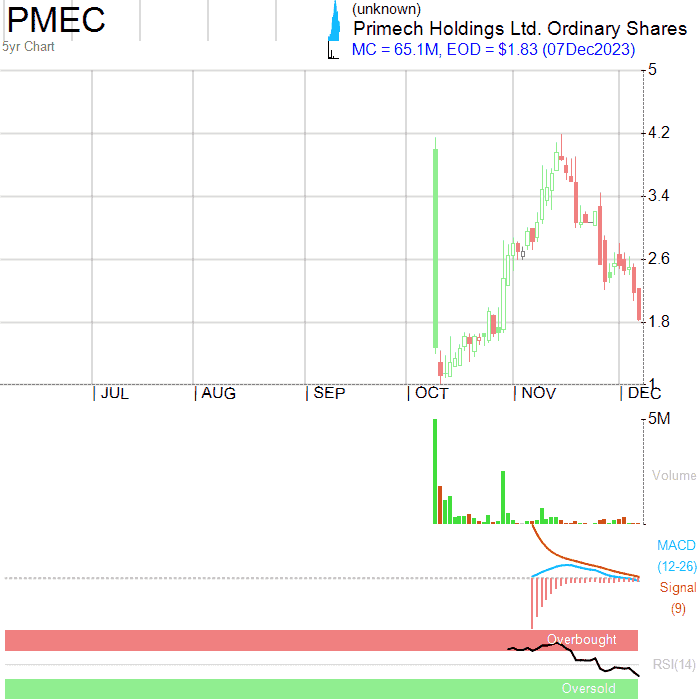 PMEC
(unknown)
Primech Holdings Ltd. Ordinary Shares
5yr Chart
MC = 65.1M, EOD = $1.83 (07Dec2023)
5
4.2
3.4
2.6
1.8
1
JUL AUG SEP OCT NOV DEC
5M
Volume
MACD
(12-26)
Signal
(9)
Overbought
RSI(14)
Oversold